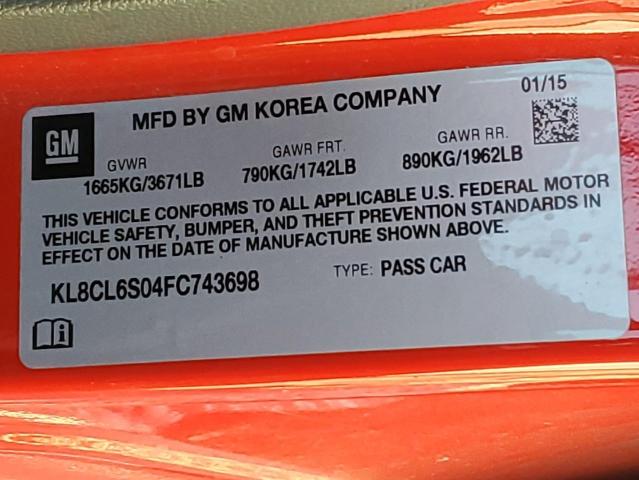 MFD BY GM KOREA COMPANY 01/15
GM
GVWR GAWR FRT. GAWR RR.
1665KG/3671LB 790KG/1742LB 890KG/1962LB
THIS VEHICLE CONFORMS TO ALL APPLICABLE U.S. FEDERAL MOTOR
VEHICLE SAFETY, BUMPER, AND THEFT PREVENTION STANDARDS IN
EFFECT ON THE DATE OF MANUFACTURE SHOWN ABOVE.
KL8CL6S04FC743698 TYPE: PASS CAR